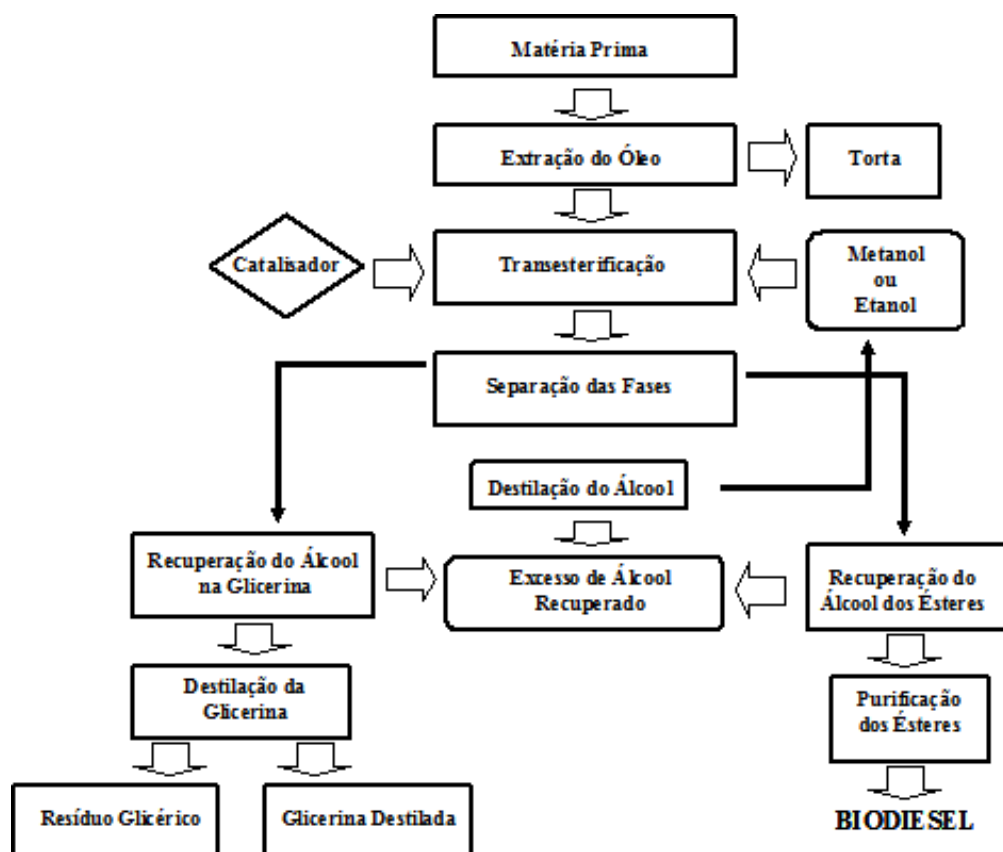 Matéria Prima
Extração do Óleo
Torta
Catalisador
Transesterificação
Metanol
ou
Etanol
Separação das Fases
Destilação do Álcool
Recuperação do Álcool
na Glicerina
Excesso de Álcool
Recuperado
Recuperação do
Álcool dos Ésteres
Destilação da
Glicerina
Purificação
dos Ésteres
Resíduo Glicérico
Glicerina Destilada
BIODIESEL